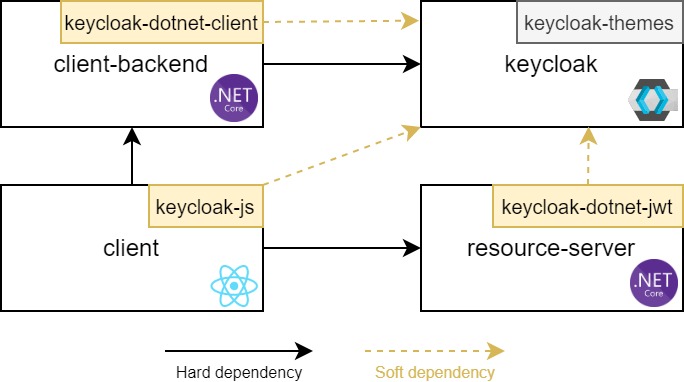 keycloak-dotnet-client
client-backend
.NET
Core
keycloak-themes
keycloak
keycloak-js
client
keycloak-dotnet-jwt
resource-server
.NET
Core
Hard dependency
Soft dependency